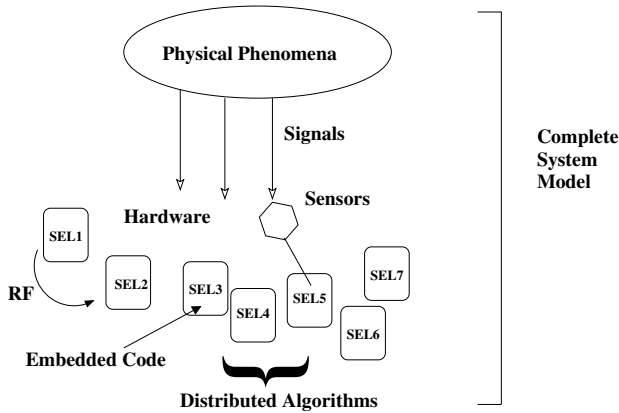 Physical Phenomena
Signals
Complete
System
Model
Sensors
Hardware
SEL1
SEL2
SEL3
SEL4
SEL5
SEL6
SEL7
RF
Embedded Code
Distributed Algorithms